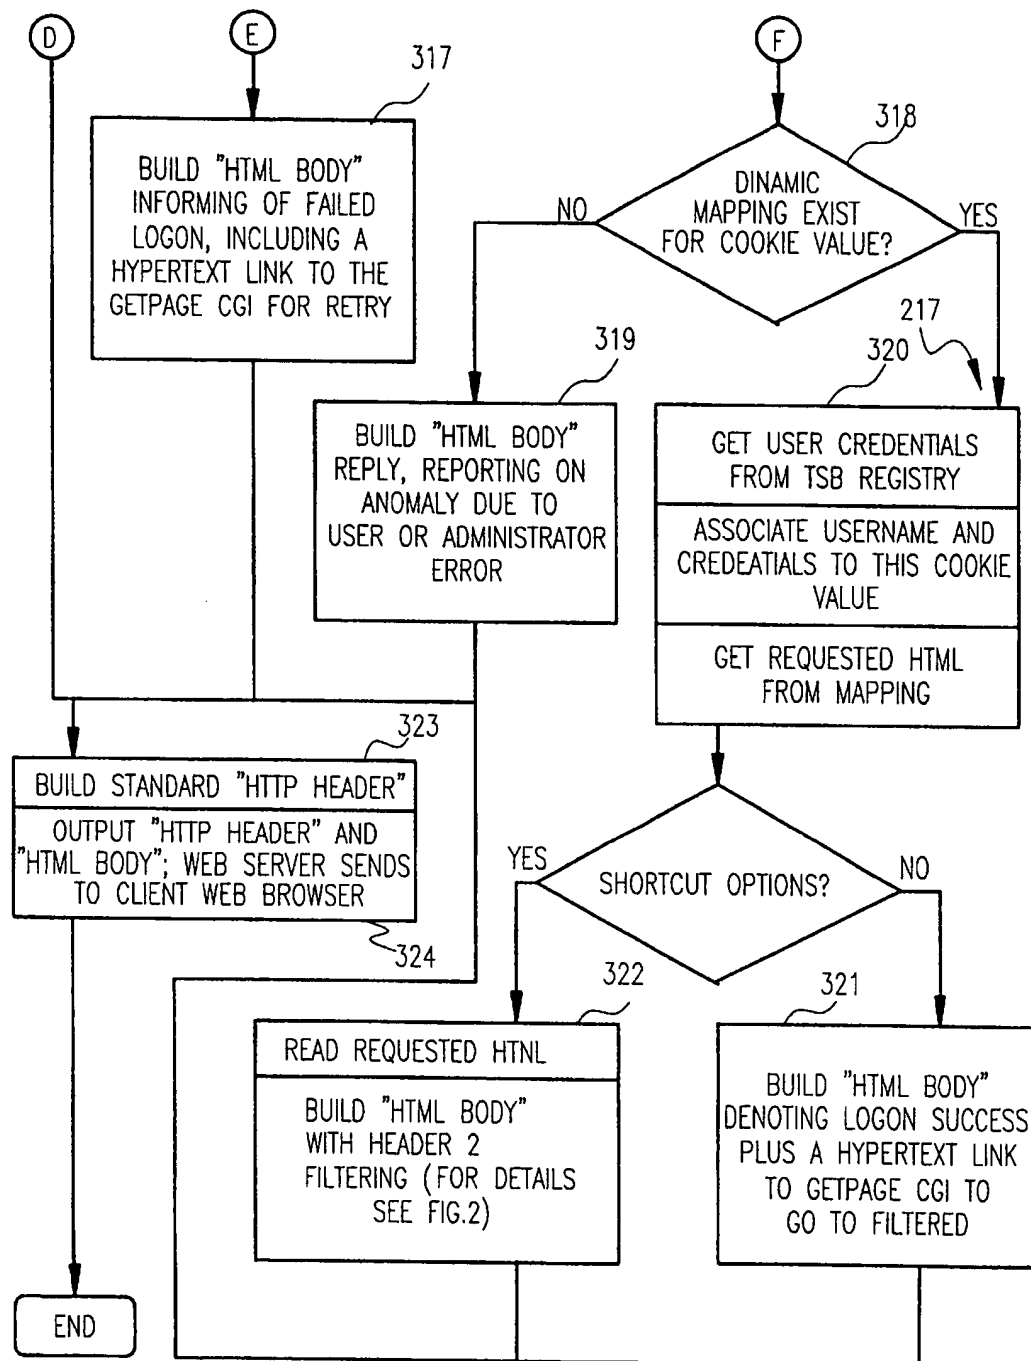 D
E
F
317
BUILD "HTML BODY"
INFORMING OF FAILED
LOGON, INCLUDING A
HYPERTEXT LINK TO THE
GETPAGE CGI FOR RETRY
318
DINAMIC
MAPPING EXIST
FOR COOKIE VALUE?
NO
YES
217
319
BUILD "HTML BODY"
REPLY, REPORTING ON
ANOMALY DUE TO
USER OR ADMINISTRATOR
ERROR
320
GET USER CREDENTIALS
FROM TSB REGISTRY
ASSOCIATE USERNAME AND
CREDEATIALS TO THIS COOKIE
VALUE
GET REQUESTED HTML
FROM MAPPING
323
BUILD STANDARD "HTTP HEADER"
OUTPUT "HTTP HEADER" AND
"HTML BODY"; WEB SERVER SENDS
TO CLIENT WEB BROWSER
324
YES
SHORTCUT OPTIONS?
NO
322
READ REQUESTED HTNL
BUILD "HTML BODY"
WITH HEADER 2
FILTERING (FOR DETAILS
SEE FIG.2)
321
BUILD "HTML BODY"
DENOTING LOGON SUCCESS
PLUS A HYPERTEXT LINK
TO GETPAGE CGI TO
GO TO FILTERED
END